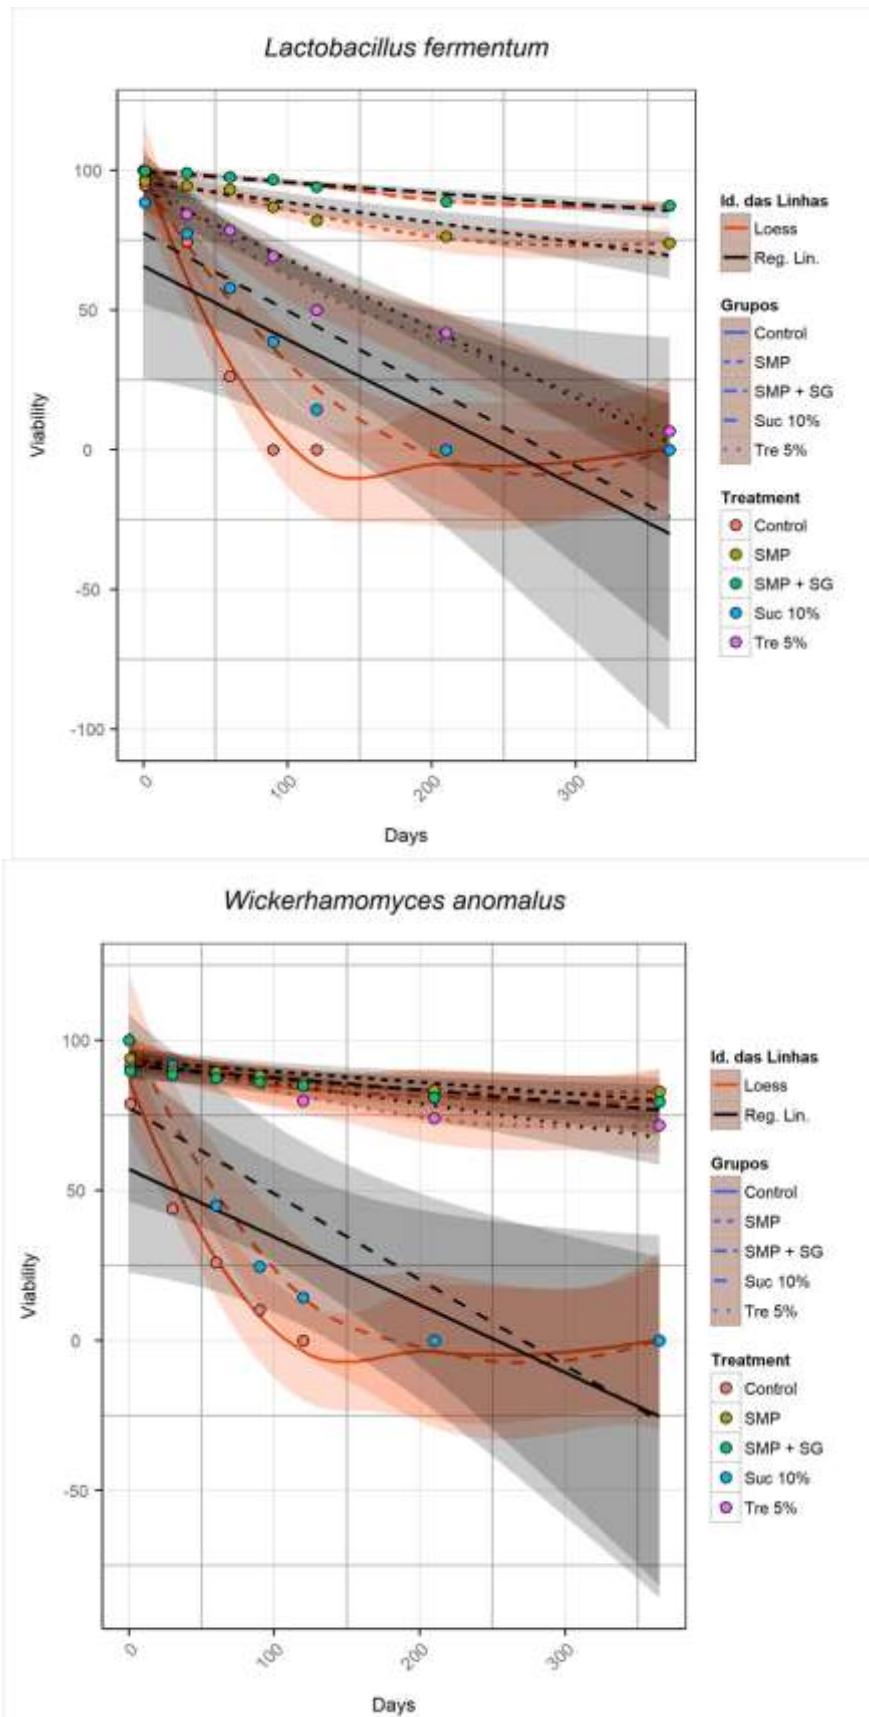 Lactobacillus fermentum
Viability
100
50
0
-50
-100
0
100
200
300
Days
Id. das Linhas
Loess
Reg. Lin.
Grupos
Control
SMP
SMP + SG
Suc 10%
Tre 5%
Treatment
Control
SMP
SMP + SG
Suc 10%
Tre 5%
Wickerhamomyces anomalus
Viability
100
50
0
-50
0
100
200
300
Days
Id. das Linhas
Loess
Reg. Lin.
Grupos
Control
SMP
SMP + SG
Suc 10%
Tre 5%
Treatment
Control
SMP
SMP + SG
Suc 10%
Tre 5%